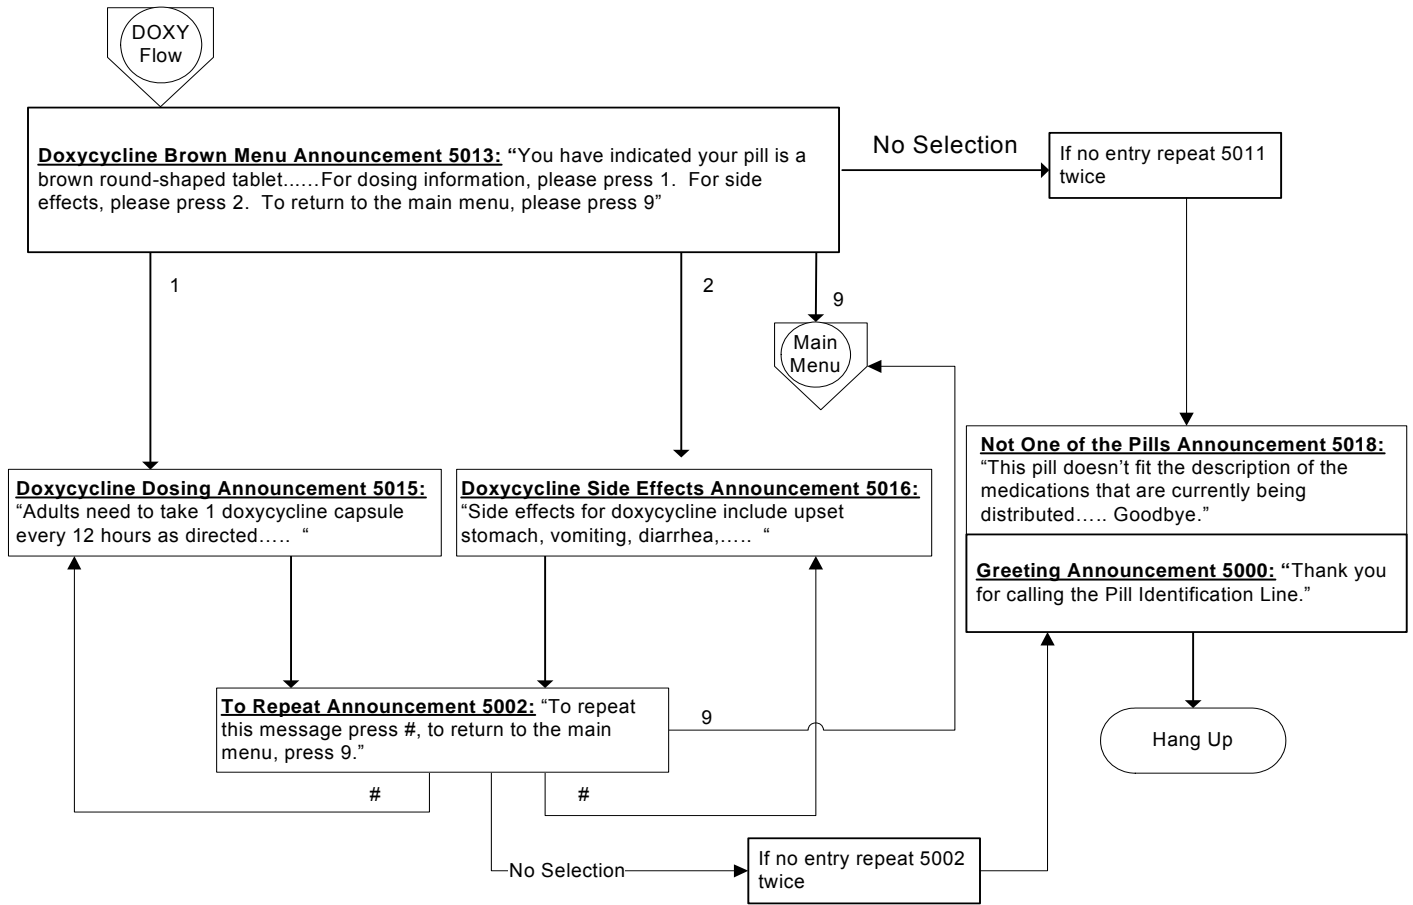 DOXY
Flow
Doxycycline Brown Menu Announcement 5013: “You have indicated your pill is a
brown round-shaped tablet......For dosing information, please press 1.  For side
effects, please press 2.  To return to the main menu, please press 9”
No Selection
If no entry repeat 5011
twice
1
2
9
Main
Menu
Not One of the Pills Announcement 5018:
“This pill doesn’t fit the description of the
medications that are currently being
distributed….. Goodbye.”
Doxycycline Dosing Announcement 5015:
“Adults need to take 1 doxycycline capsule
every 12 hours as directed…..  “
Doxycycline Side Effects Announcement 5016:
“Side effects for doxycycline include upset
stomach, vomiting, diarrhea,…..  “
Greeting Announcement 5000: “Thank you
for calling the Pill Identification Line.”
To Repeat Announcement 5002: “To repeat
this message press #, to return to the main
menu, press 9.”
9
Hang Up
#
#
No Selection
If no entry repeat 5002
twice